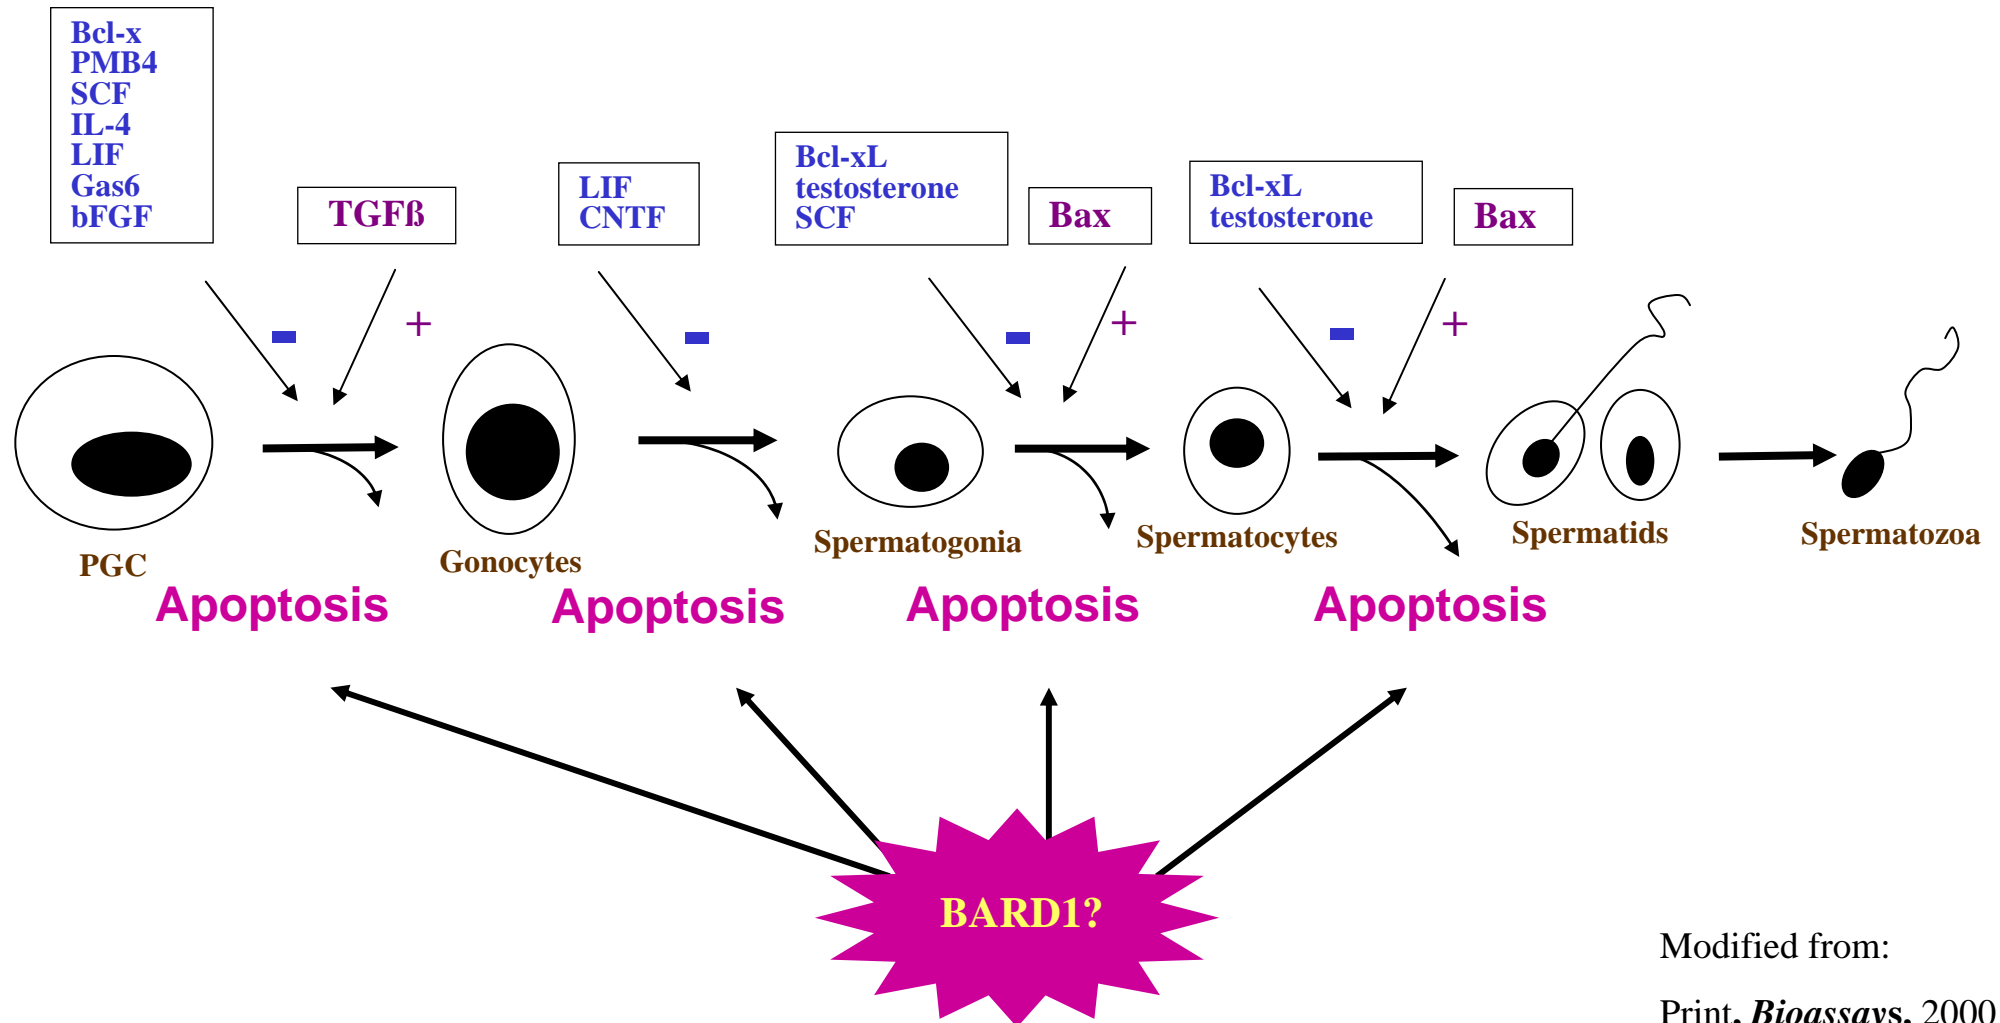 Bcl-x
PMB4
SCF
IL-4
LIF
Gas6
bFGF
TGFß
LIF
CNTF
Bcl-xL
testosterone
SCF
Bax
Bcl-xL
testosterone
Bax
-
+
-
-
+
-
+
PGC
Gonocytes
Spermatogonia
Spermatocytes
Spermatids
Spermatozoa
Apoptosis
Apoptosis
Apoptosis
Apoptosis
BARD1?
Modified from:
Print, Bioassays, 2000